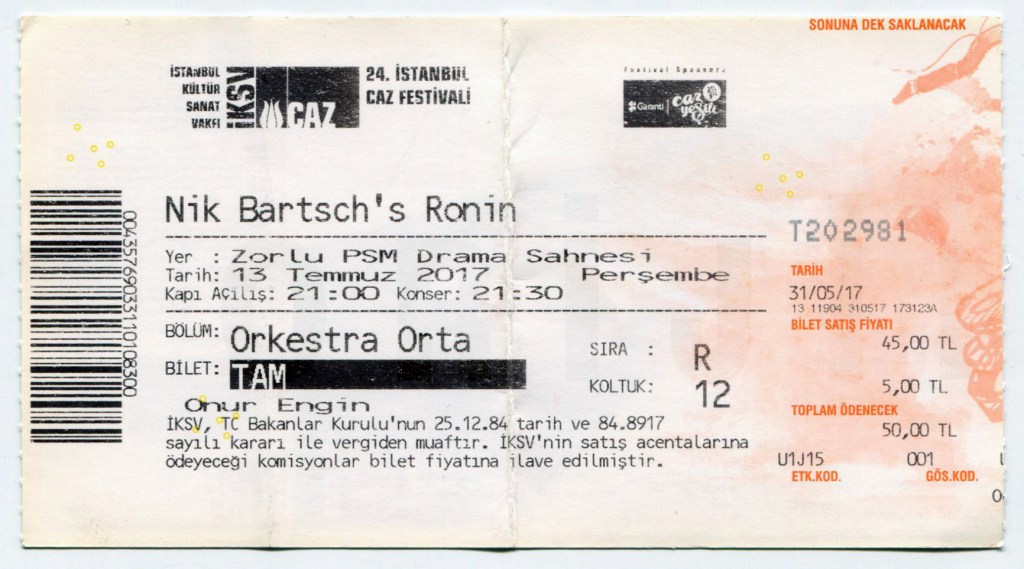 SONUNA DEK SAKLANACAK
İSTANBUL
KÜLTÜR
SANAT
VAKFI
İKSV
CAZ
24. İSTANBUL
CAZ FESTİVALİ
Festival Sponsoru
Garanti
caz
yeşili
Nik Bartsch's Ronin
Yer : Zorlu PSM Drama Sahnesi
Tarih: 13 Temmuz 2017 Perşembe
Kapı Açılış: 21:00 Konser: 21:30
BÖLÜM: Orkestra Orta
BİLET: TAM
SIRA : R
KOLTUK: 12
Onur Engin
İKSV, TC Bakanlar Kurulu'nun 25.12.84 tarih ve 84.8917
sayılı kararı ile vergiden muaftır. İKSV'nin satış acentalarına
ödeyeceği komisyonlar bilet fiyatına ilave edilmiştir.
00435769033110108300
T202981
TARİH
31/05/17
13 11904 310517 173123A
BİLET SATIŞ FİYATI
45,00 TL
5,00 TL
TOPLAM ÖDENECEK
50,00 TL
U1J15 001
ETK.KOD. GÖS.KOD.